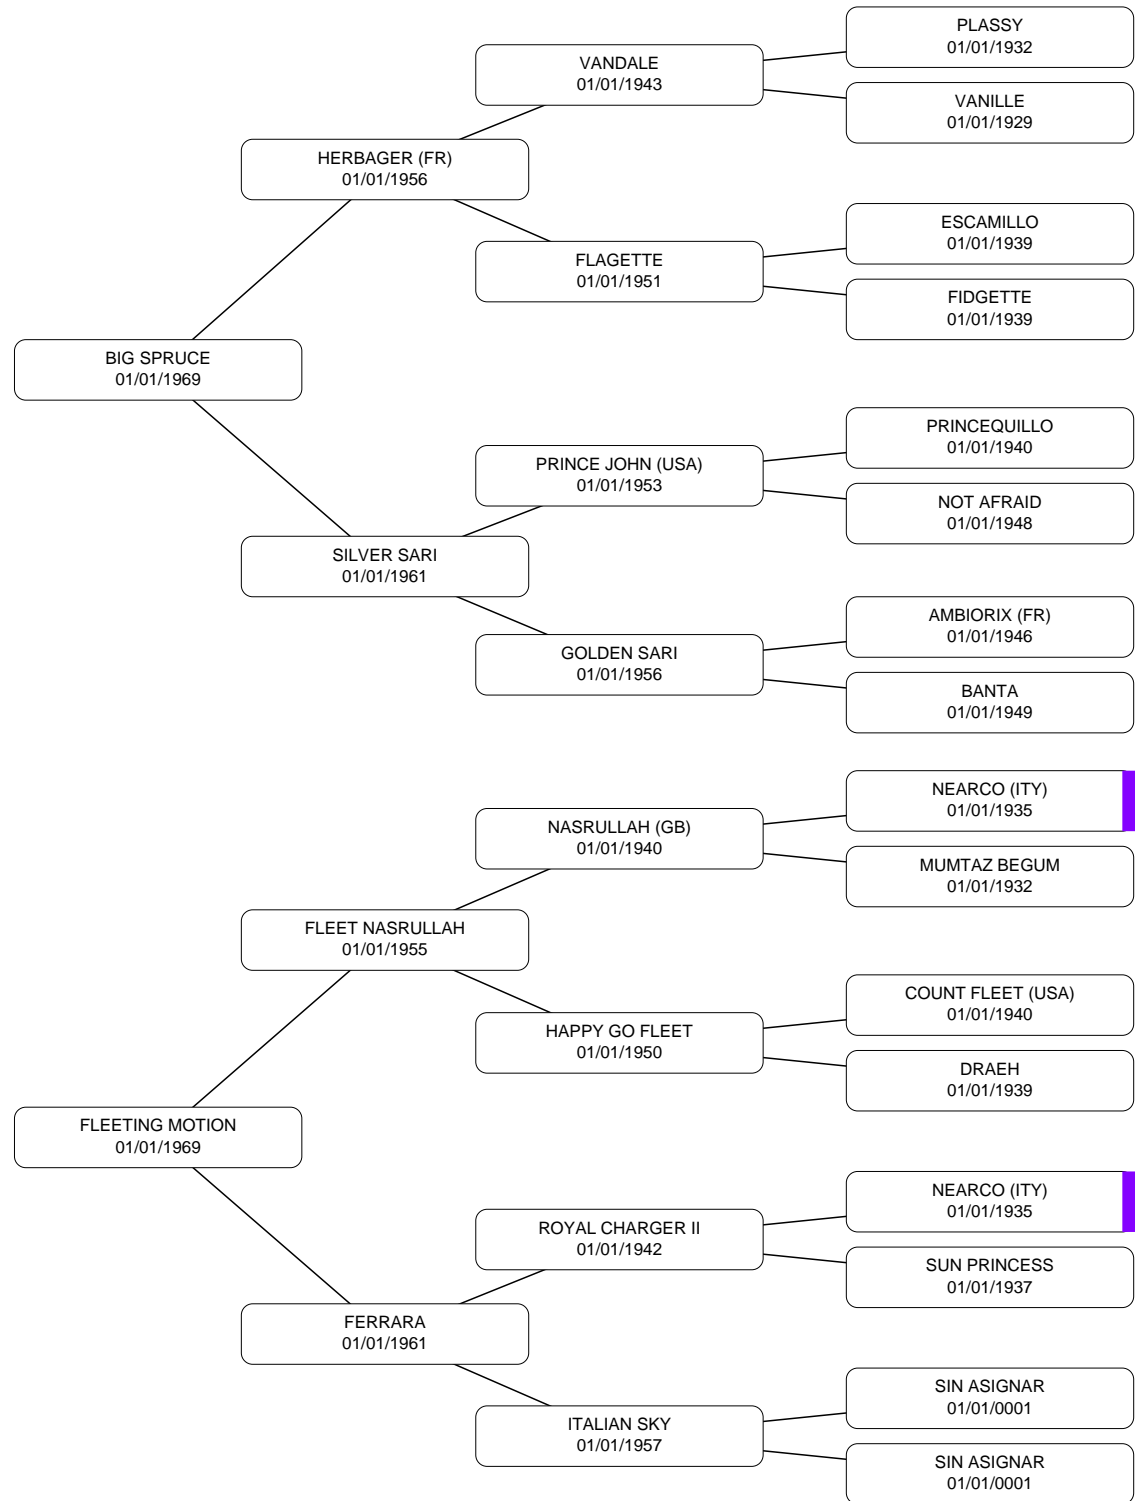 PLASSY
01/01/1932
VANDALE
01/01/1943
VANILLE
01/01/1929
HERBAGER (FR)
01/01/1956
ESCAMILLO
01/01/1939
FLAGETTE
01/01/1951
FIDGETTE
01/01/1939
BIG SPRUCE
01/01/1969
PRINCEQUILLO
01/01/1940
PRINCE JOHN (USA)
01/01/1953
NOT AFRAID
01/01/1948
SILVER SARI
01/01/1961
AMBIORIX (FR)
01/01/1946
GOLDEN SARI
01/01/1956
BANTA
01/01/1949
NEARCO (ITY)
01/01/1935
NASRULLAH (GB)
01/01/1940
MUMTAZ BEGUM
01/01/1932
FLEET NASRULLAH
01/01/1955
COUNT FLEET (USA)
01/01/1940
HAPPY GO FLEET
01/01/1950
DRAEH
01/01/1939
FLEETING MOTION
01/01/1969
NEARCO (ITY)
01/01/1935
ROYAL CHARGER II
01/01/1942
SUN PRINCESS
01/01/1937
FERRARA
01/01/1961
SIN ASIGNAR
01/01/0001
ITALIAN SKY
01/01/1957
SIN ASIGNAR
01/01/0001